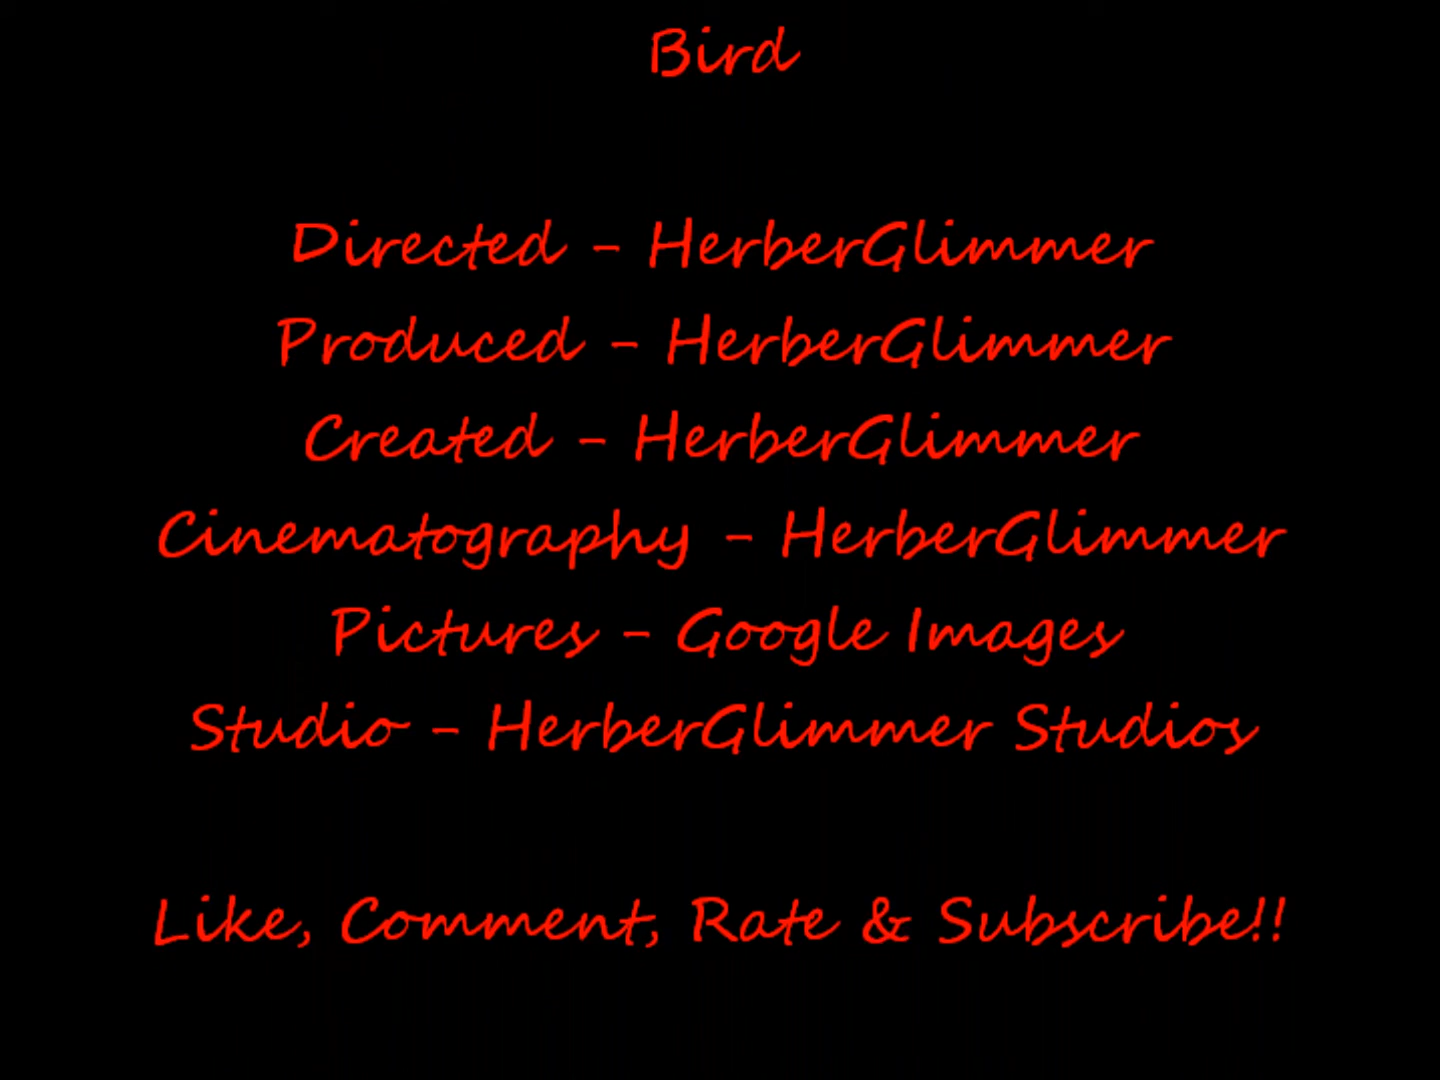 Bird
Directed - HerberGlimmer
Produced - HerberGlimmer
Created - HerberGlimmer
Cinematography - HerberGlimmer
Pictures - Google Images
Studio - HerberGlimmer Studios
Like, Comment, Rate & Subscribe!!